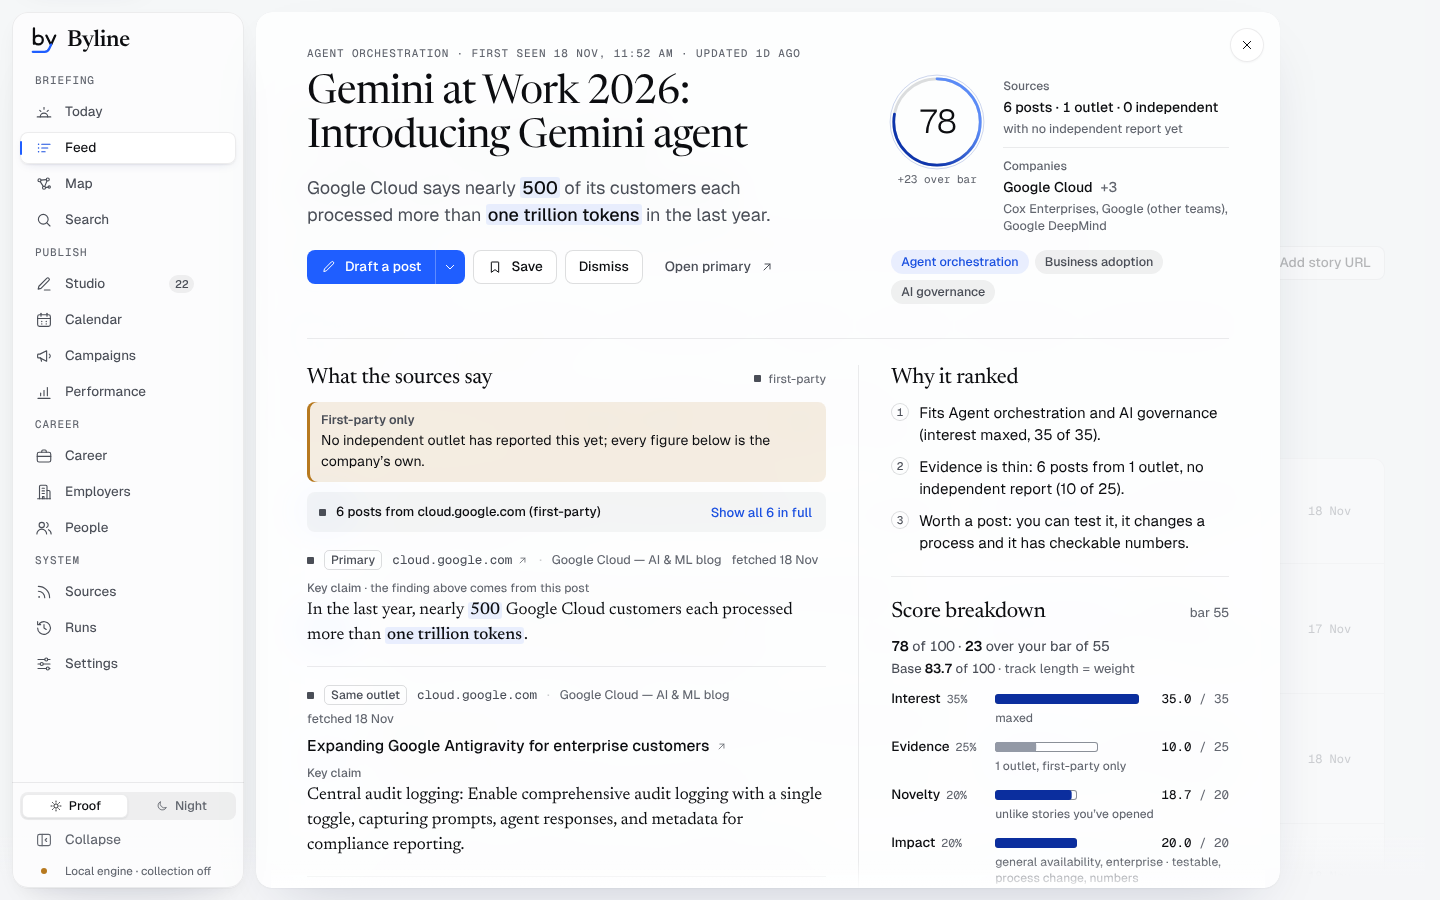 by Byline
BRIEFING
Today
Feed
Map
Search
PUBLISH
Studio 22
Calendar
Campaigns
Performance
CAREER
Career
Employers
People
SYSTEM
Sources
Runs
Settings
Proof Night
Collapse
Local engine · collection off
AGENT ORCHESTRATION · FIRST SEEN 18 NOV, 11:52 AM · UPDATED 1D AGO
Gemini at Work 2026:
Introducing Gemini agent
Google Cloud says nearly 500 of its customers each
processed more than one trillion tokens in the last year.
Draft a post
Save
Dismiss
Open primary ↗
78
+23 over bar
Sources
6 posts · 1 outlet · 0 independent
with no independent report yet
Companies
Google Cloud +3
Cox Enterprises, Google (other teams),
Google DeepMind
Agent orchestration Business adoption
AI governance
What the sources say
first-party
First-party only
No independent outlet has reported this yet; every figure below is the
company's own.
6 posts from cloud.google.com (first-party) Show all 6 in full
Primary cloud.google.com ↗ · Google Cloud — AI & ML blog fetched 18 Nov
Key claim · the finding above comes from this post
In the last year, nearly 500 Google Cloud customers each processed
more than one trillion tokens.
Same outlet cloud.google.com · Google Cloud — AI & ML blog
fetched 18 Nov
Expanding Google Antigravity for enterprise customers ↗
Key claim
Central audit logging: Enable comprehensive audit logging with a single
toggle, capturing prompts, agent responses, and metadata for
compliance reporting.
Why it ranked
1 Fits Agent orchestration and AI governance
(interest maxed, 35 of 35).
2 Evidence is thin: 6 posts from 1 outlet, no
independent report (10 of 25).
3 Worth a post: you can test it, it changes a
process and it has checkable numbers.
Score breakdown bar 55
78 of 100 · 23 over your bar of 55
Base 83.7 of 100 · track length = weight
Interest 35% 35.0 / 35
maxed
Evidence 25% 10.0 / 25
1 outlet, first-party only
Novelty 20% 18.7 / 20
unlike stories you've opened
Impact 20% 20.0 / 20
general availability, enterprise · testable,
process change, numbers
Add story URL
18 Nov
17 Nov
18 Nov